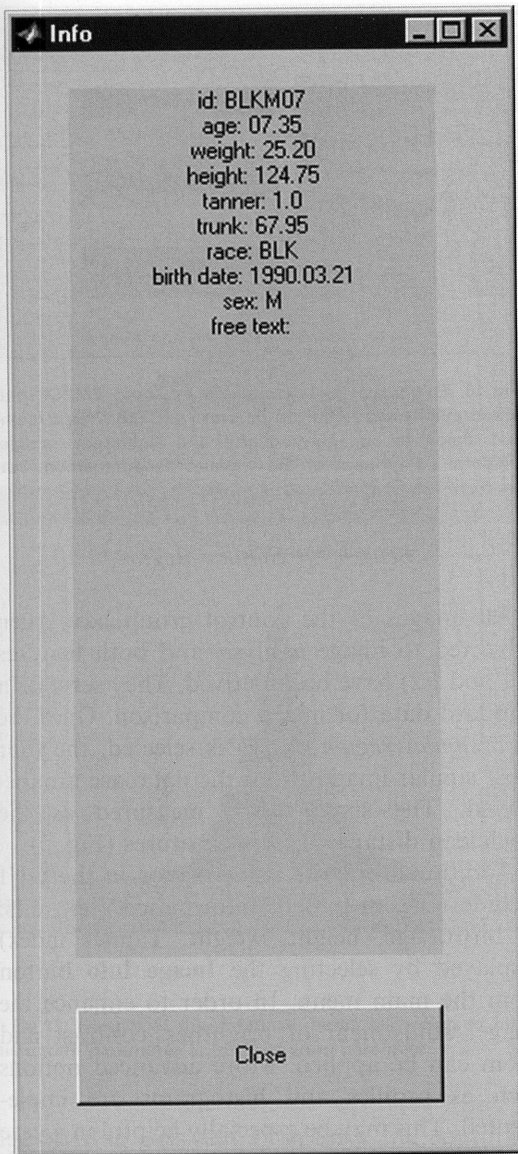 Info
id: BLKM07
age: 07.35
weight: 25.20
height: 124.75
tanner: 1.0
trunk: 67.95
race: BLK
birth date: 1990.03.21
sex: M
free text:
Close